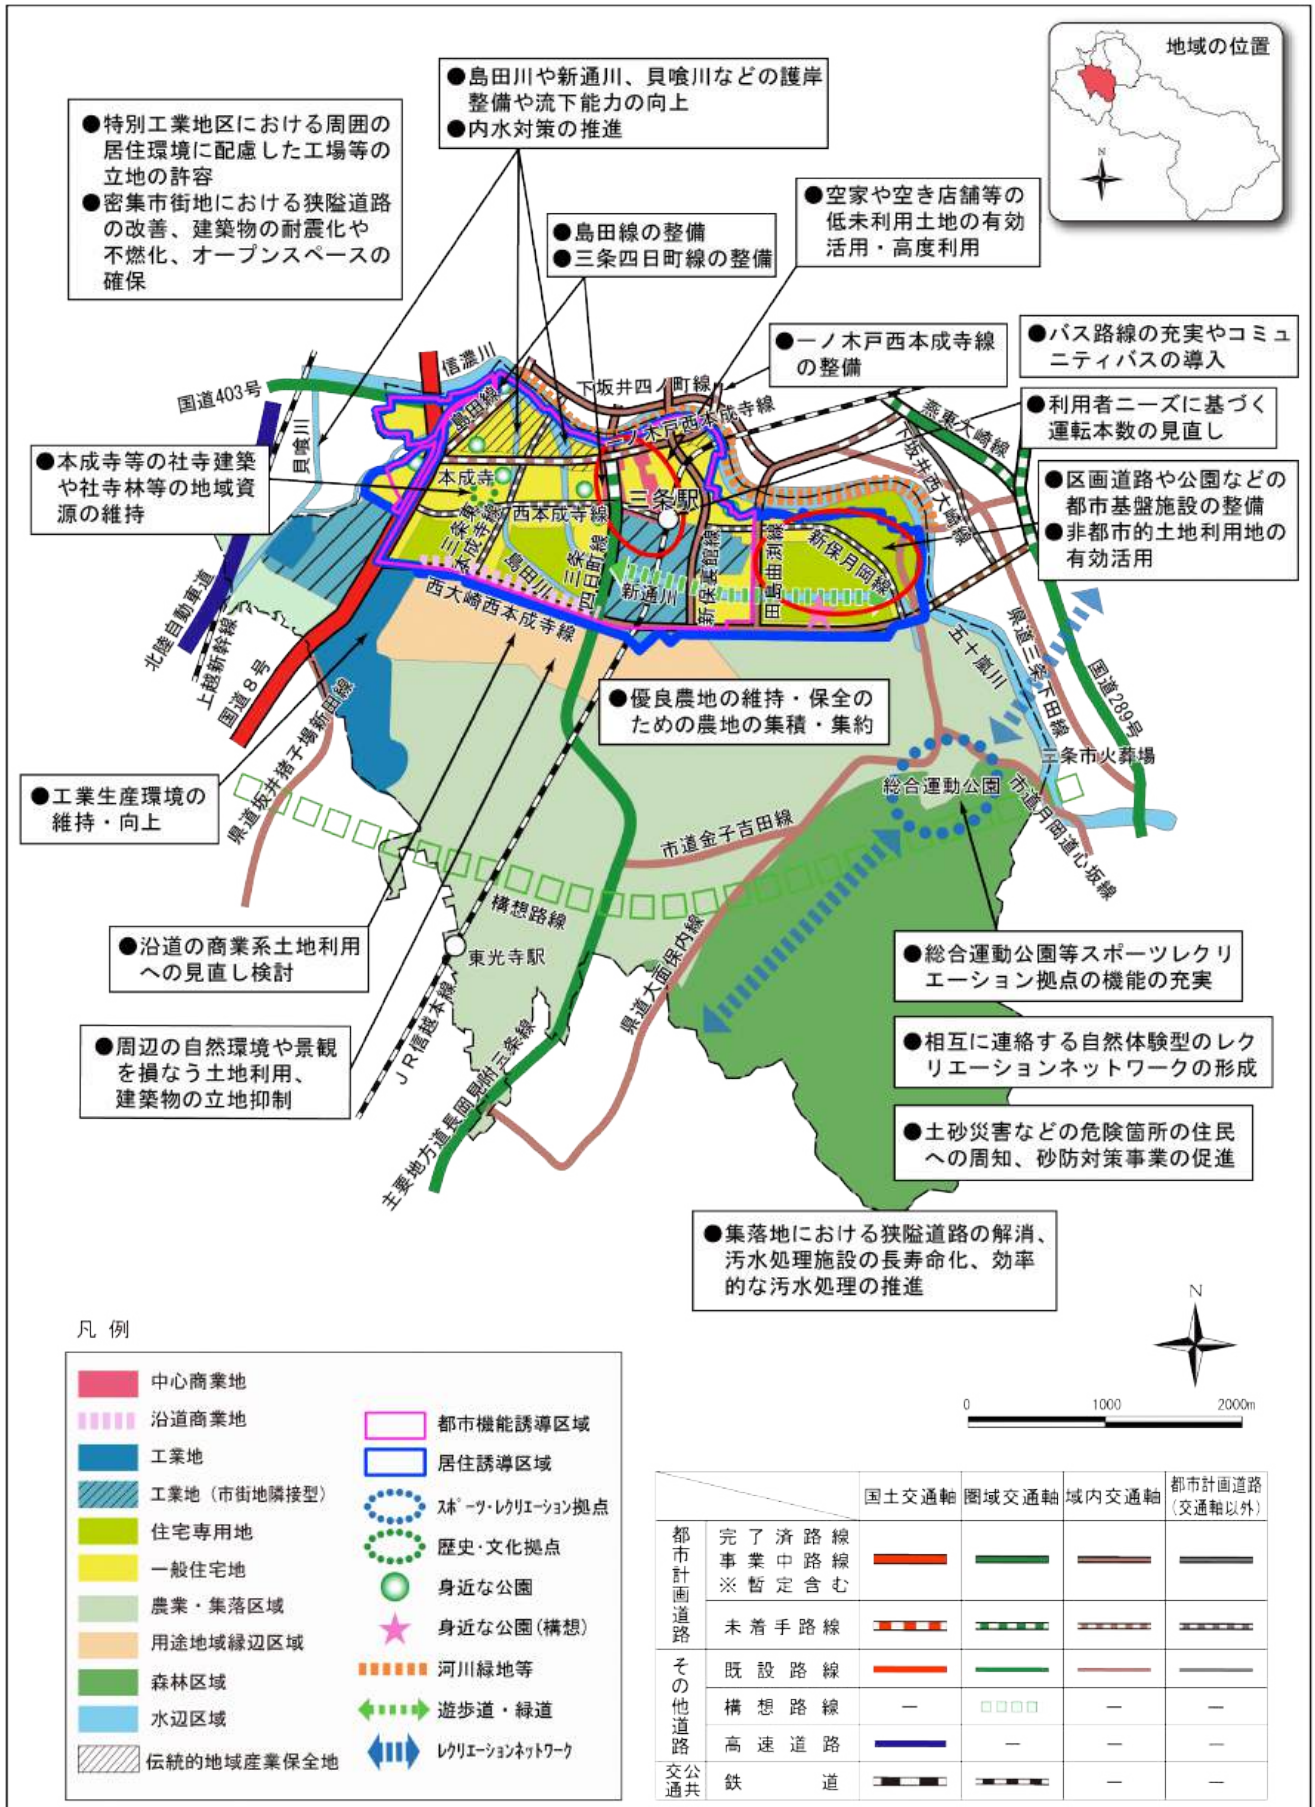 地域の位置
N
●島田川や新通川、貝喰川などの護岸
整備や流下能力の向上
●内水対策の推進
●特別工業地区における周囲の
居住環境に配慮した工場等の
立地の許容
●密集市街地における狭隘道路
の改善、建築物の耐震化や
不燃化、オープンスペースの
確保
●空家や空き店舗等の
低未利用土地の有効
活用・高度利用
●島田線の整備
●三条四日町線の整備
●一ノ木戸西本成寺線
の整備
●バス路線の充実やコミュ
ニティバスの導入
●利用者ニーズに基づく
運転本数の見直し
●区画道路や公園などの
都市基盤施設の整備
●非都市的土地利用地の
有効活用
●本成寺等の社寺建築
や社寺林等の地域資
源の維持
国道403号
信濃川
下坂井四ノ町線
島田線
一ノ木戸西本成寺線
燕東大崎線
下坂井西大崎線
貝喰川
本成寺
三条駅
西本成寺線
三条東
本成寺線
島田川
三条
四日町線
新通川
新保裏館線
田島曲渕線
新保月岡線
西大崎西本成寺線
北陸自動車道
上越新幹線
国道8号
五十嵐川
県道三条下田線
国道289号
●優良農地の維持・保全の
ための農地の集積・集約
県道坂井猪子場新田線
三条市火葬場
総合運動公園
市道月岡道心坂線
●工業生産環境の
維持・向上
市道金子吉田線
構想路線
●沿道の商業系土地利用
への見直し検討
東光寺駅
県道大面保内線
●総合運動公園等スポーツレクリ
エーション拠点の機能の充実
JR信越本線
●周辺の自然環境や景観
を損なう土地利用、
建築物の立地抑制
主要地方道長岡見附三条線
●相互に連絡する自然体験型のレク
リエーションネットワークの形成
●土砂災害などの危険箇所の住民
への周知、砂防対策事業の促進
●集落地における狭隘道路の解消、
汚水処理施設の長寿命化、効率
的な汚水処理の推進
N
0 1000 2000m
凡 例
中心商業地
沿道商業地
工業地
工業地（市街地隣接型）
住宅専用地
一般住宅地
農業・集落区域
用途地域縁辺区域
森林区域
水辺区域
伝統的地域産業保全地
都市機能誘導区域
居住誘導区域
ｽﾎﾟｰﾂ･ﾚｸﾘｴｰｼｮﾝ拠点
歴史･文化拠点
身近な公園
身近な公園(構想)
河川緑地等
遊歩道・緑道
ﾚｸﾘｴｰｼｮﾝﾈｯﾄﾜｰｸ
国土交通軸 圏域交通軸 域内交通軸 都市計画道路
(交通軸以外)
都市計画道路
完了済路線
事業中路線
※暫定含む
未着手路線
その他道路
既設路線
構想路線 — — —
高速道路 — — —
公共交通
鉄道 — —